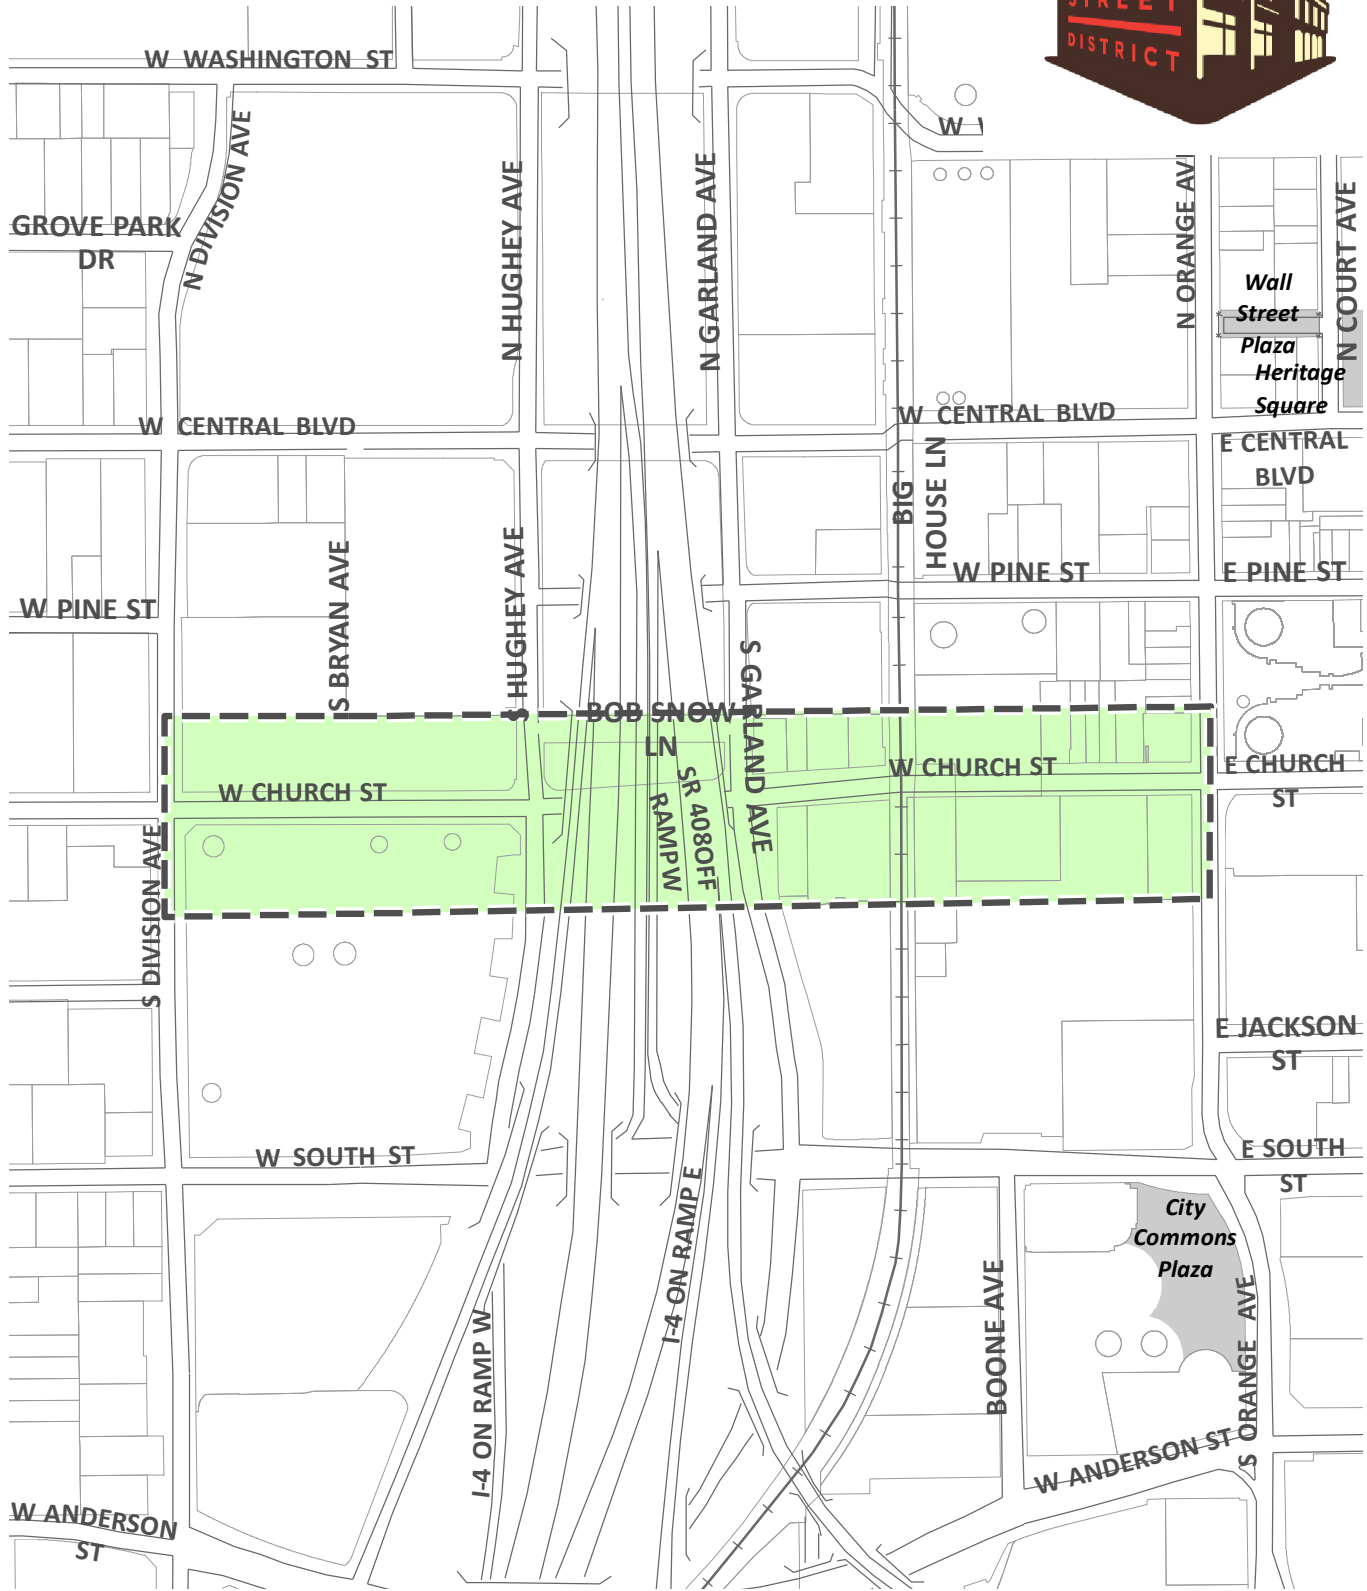 STREET
DISTRICT
W WASHINGTON ST
N DIVISION AVE
GROVE PARK
DR
N HUGHEY AVE
N GARLAND AVE
N ORANGE AV
N COURT AVE
Wall
Street
Plaza
Heritage
Square
W CENTRAL BLVD
W CENTRAL BLVD
E CENTRAL
BLVD
BIG
HOUSE LN
W PINE ST
E PINE ST
W PINE ST
S BRYAN AVE
S HUGHEY AVE
S GARLAND AVE
BOB SNOW
LN
W CHURCH ST
W CHURCH ST
E CHURCH
ST
SR 408OFF
RAMPW
S DIVISION AVE
E JACKSON
ST
W SOUTH ST
E SOUTH
ST
City
Commons
Plaza
I-4 ON RAMP E
I-4 ON RAMP W
BOONE AVE
S ORANGE AVE
W ANDERSON ST
W ANDERSON
ST